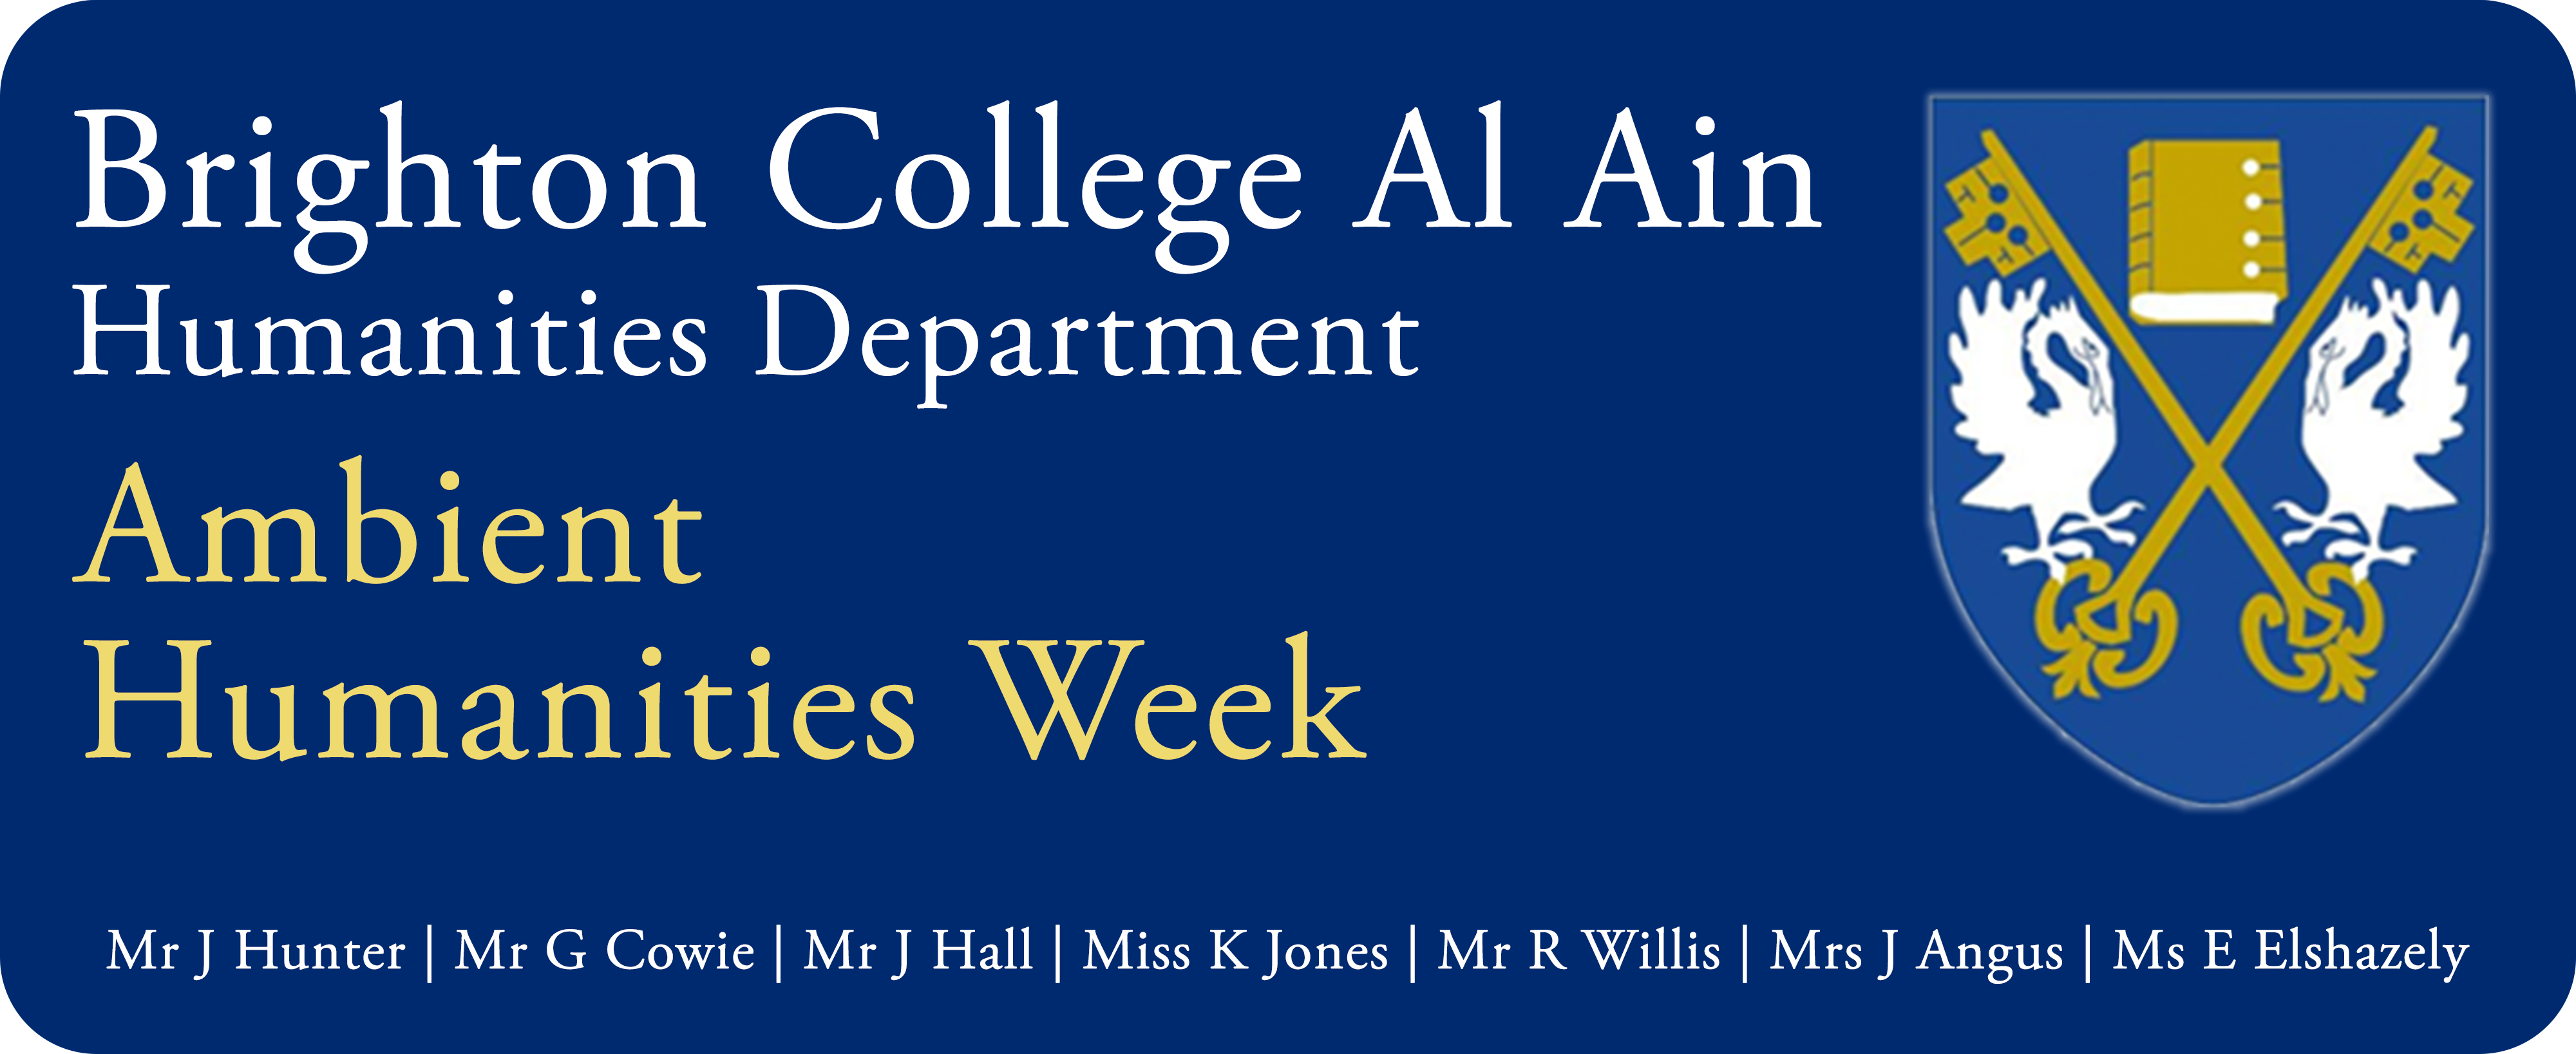 Brighton College Al Ain
Humanities Department
Ambient
Humanities Week
Mr J Hunter | Mr G Cowie | Mr J Hall | Miss K Jones | Mr R Willis | Mrs J Angus | Ms E Elshazely